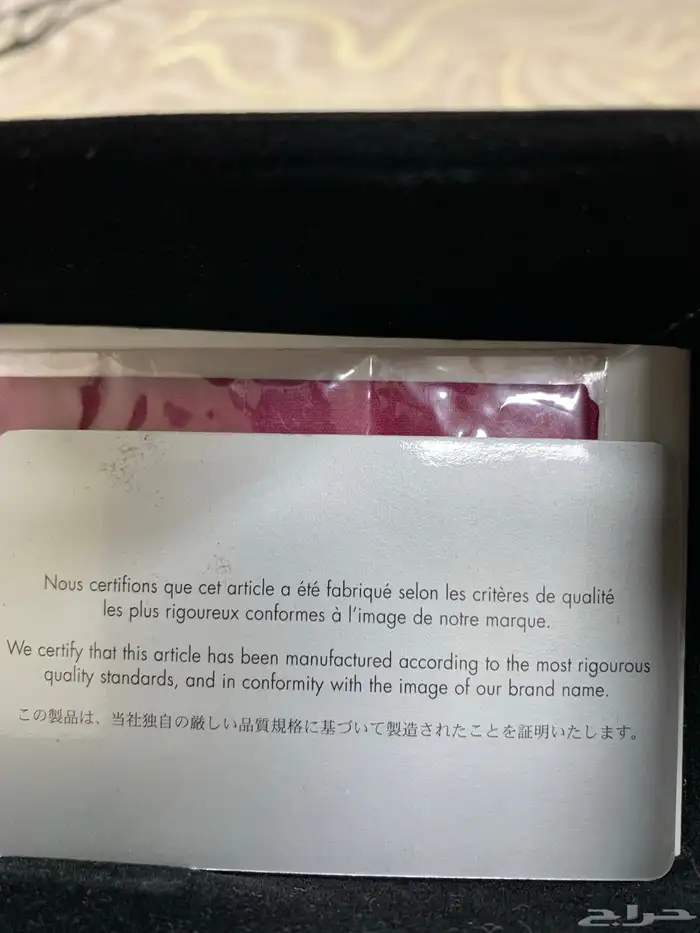 Nous certifions que cet article a été fabriqué selon les critères de qualité
les plus rigoureux conformes à l'image de notre marque.
We certify that this article has been manufactured according to the most rigourous
quality standards, and in conformity with the image of our brand name.
この製品は、当社独自の厳しい品質規格に基づいて製造されたことを証明いたします。
حراج